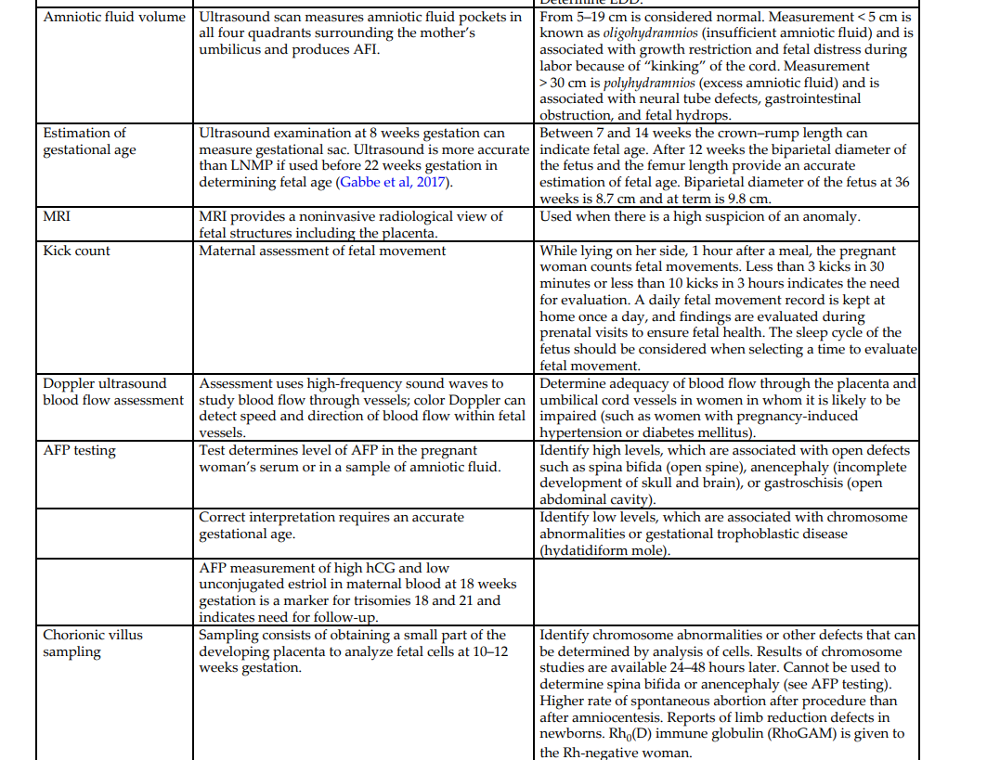 Determine EDD.
Amniotic fluid volume
Ultrasound scan measures amniotic fluid pockets in
all four quadrants surrounding the mother's
umbilicus and produces AFI.
From 5–19 cm is considered normal. Measurement < 5 cm is
known as oligohydramnios (insufficient amniotic fluid) and is
associated with growth restriction and fetal distress during
labor because of “kinking” of the cord. Measurement
> 30 cm is polyhydramnios (excess amniotic fluid) and is
associated with neural tube defects, gastrointestinal
obstruction, and fetal hydrops.
Estimation of
gestational age
Ultrasound examination at 8 weeks gestation can
measure gestational sac. Ultrasound is more accurate
than LNMP if used before 22 weeks gestation in
determining fetal age (Gabbe et al, 2017).
Between 7 and 14 weeks the crown–rump length can
indicate fetal age. After 12 weeks the biparietal diameter of
the fetus and the femur length provide an accurate
estimation of fetal age. Biparietal diameter of the fetus at 36
weeks is 8.7 cm and at term is 9.8 cm.
MRI
MRI provides a noninvasive radiological view of
fetal structures including the placenta.
Used when there is a high suspicion of an anomaly.
Kick count
Maternal assessment of fetal movement
While lying on her side, 1 hour after a meal, the pregnant
woman counts fetal movements. Less than 3 kicks in 30
minutes or less than 10 kicks in 3 hours indicates the need
for evaluation. A daily fetal movement record is kept at
home once a day, and findings are evaluated during
prenatal visits to ensure fetal health. The sleep cycle of the
fetus should be considered when selecting a time to evaluate
fetal movement.
Doppler ultrasound
blood flow assessment
Assessment uses high-frequency sound waves to
study blood flow through vessels; color Doppler can
detect speed and direction of blood flow within fetal
vessels.
Determine adequacy of blood flow through the placenta and
umbilical cord vessels in women in whom it is likely to be
impaired (such as women with pregnancy-induced
hypertension or diabetes mellitus).
AFP testing
Test determines level of AFP in the pregnant
woman's serum or in a sample of amniotic fluid.
Identify high levels, which are associated with open defects
such as spina bifida (open spine), anencephaly (incomplete
development of skull and brain), or gastroschisis (open
abdominal cavity).
Correct interpretation requires an accurate
gestational age.
Identify low levels, which are associated with chromosome
abnormalities or gestational trophoblastic disease
(hydatidiform mole).
AFP measurement of high hCG and low
unconjugated estriol in maternal blood at 18 weeks
gestation is a marker for trisomies 18 and 21 and
indicates need for follow-up.
Chorionic villus
sampling
Sampling consists of obtaining a small part of the
developing placenta to analyze fetal cells at 10–12
weeks gestation.
Identify chromosome abnormalities or other defects that can
be determined by analysis of cells. Results of chromosome
studies are available 24–48 hours later. Cannot be used to
determine spina bifida or anencephaly (see AFP testing).
Higher rate of spontaneous abortion after procedure than
after amniocentesis. Reports of limb reduction defects in
newborns. Rh0(D) immune globulin (RhoGAM) is given to
the Rh-negative woman.